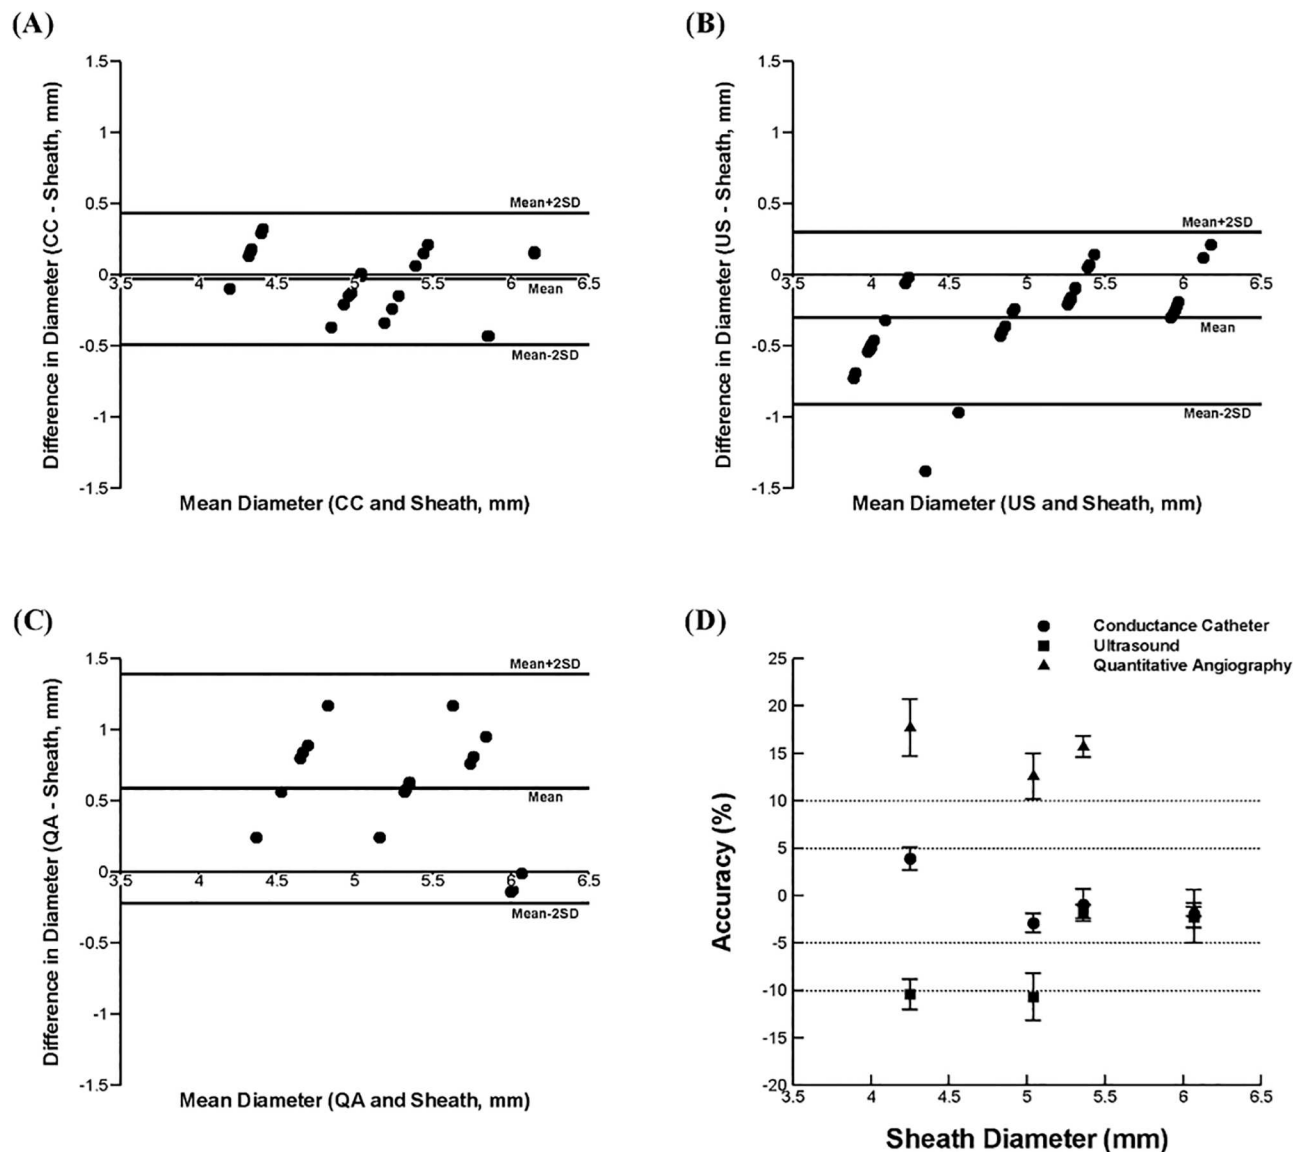 (A)
1.5
1
0.5
0
-0.5
-1
-1.5
Difference in Diameter (CC - Sheath, mm)
Mean+2SD
Mean
Mean-2SD
3.5 4 4.5 5 5.5 6 6.5
Mean Diameter (CC and Sheath, mm)
(B)
1.5
1
0.5
0
-0.5
-1
-1.5
Difference in Diameter (US - Sheath, mm)
Mean+2SD
Mean
Mean-2SD
3.5 4 4.5 5 5.5 6 6.5
Mean Diameter (US and Sheath, mm)
(C)
1.5
1
0.5
0
-0.5
-1
-1.5
Difference in Diameter (QA - Sheath, mm)
Mean+2SD
Mean
Mean-2SD
3.5 4 4.5 5 5.5 6 6.5
Mean Diameter (QA and Sheath, mm)
(D)
Conductance Catheter
Ultrasound
Quantitative Angiography
25
20
15
10
5
0
-5
-10
-15
-20
Accuracy (%)
3.5 4 4.5 5 5.5 6 6.5
Sheath Diameter (mm)